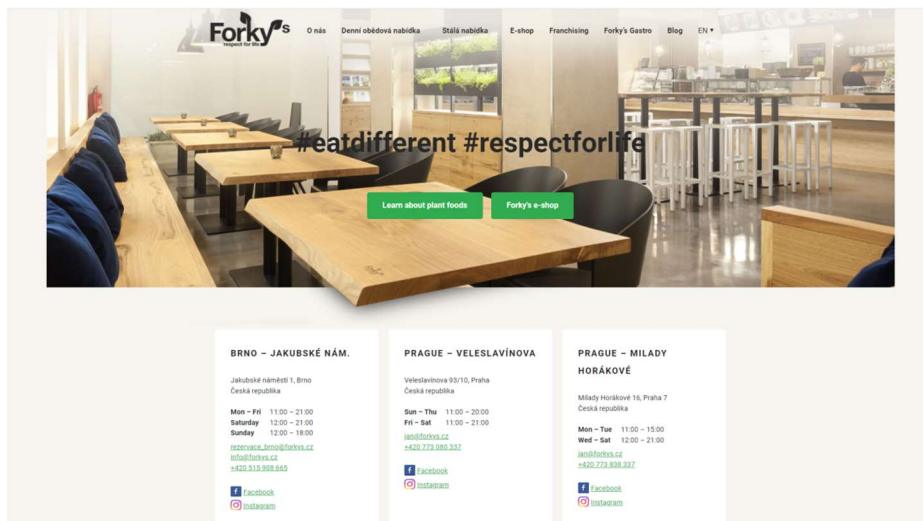 Forky's
respect for life
O nás Denní obědová nabídka Stálá nabídka E-shop Franchising Forky's Gastro Blog EN
#eatdifferent #respectforlife
Learn about plant foods Forky's e-shop
BRNO – JAKUBSKÉ NÁM.
Jakubské náměstí 1, Brno
Česká republika
Mon – Fri 11:00 – 21:00
Saturday 12:00 – 21:00
Sunday 12:00 – 18:00
rezervace_brno@forkys.cz
info@forkys.cz
+420 515 908 665
Facebook
Instagram
PRAGUE – VELESLAVÍNOVA
Veleslavínova 93/10, Praha
Česká republika
Sun – Thu 11:00 – 20:00
Fri – Sat 11:00 – 21:00
jan@forkys.cz
+420 773 080 337
Facebook
Instagram
PRAGUE – MILADY
HORÁKOVÉ
Milady Horákové 16, Praha 7
Česká republika
Mon – Tue 11:00 – 15:00
Wed – Sat 12:00 – 21:00
jan@forkys.cz
+420 773 838 337
Facebook
Instagram